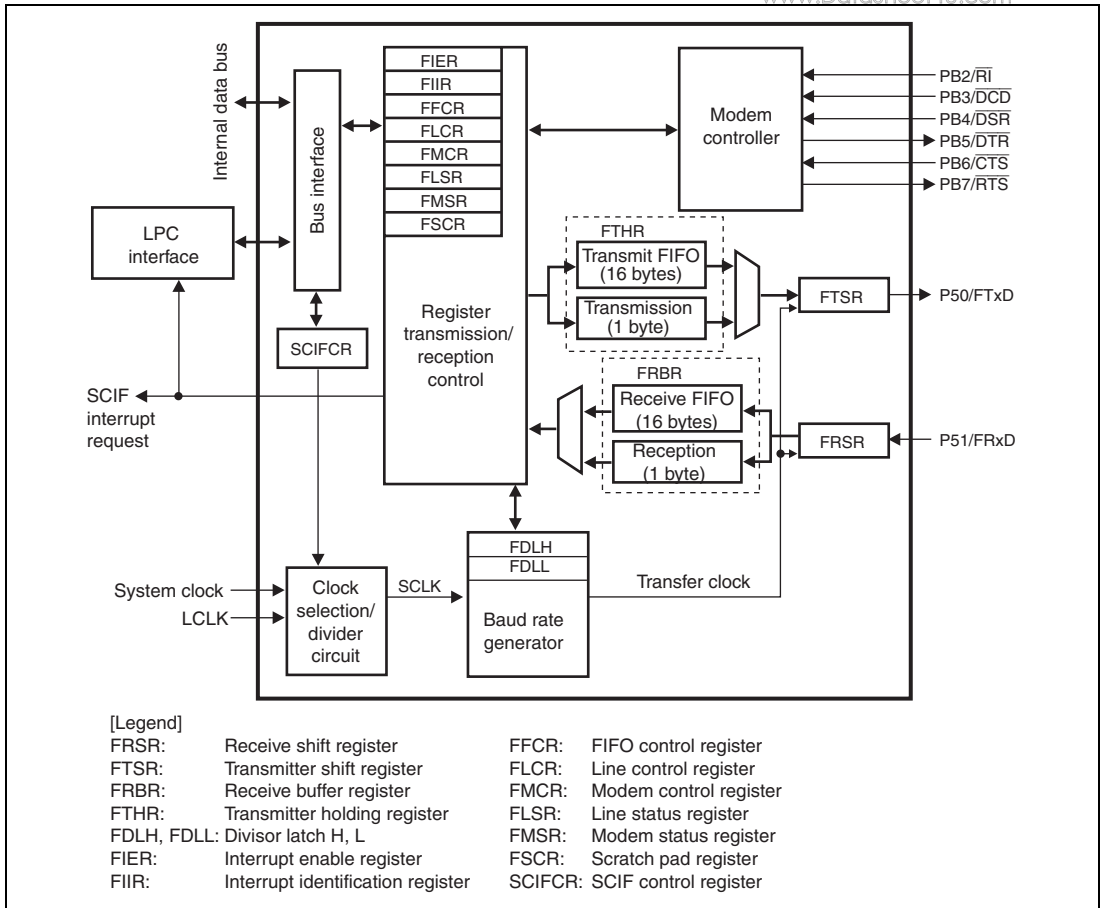 Internal data bus
Bus interface
LPC
interface
SCIFCR
SCIF
interrupt
request
FIER
FIIR
FFCR
FLCR
FMCR
FLSR
FMSR
FSCR
Register
transmission/
reception
control
Modem
controller
PB2/RI
PB3/DCD
PB4/DSR
PB5/DTR
PB6/CTS
PB7/RTS
FTHR
Transmit FIFO
(16 bytes)
Transmission
(1 byte)
FTSR
P50/FTxD
FRBR
Receive FIFO
(16 bytes)
Reception
(1 byte)
FRSR
P51/FRxD
System clock
LCLK
Clock
selection/
divider
circuit
SCLK
FDLH
FDLL
Baud rate
generator
Transfer clock
[Legend]
FRSR: Receive shift register
FTSR: Transmitter shift register
FRBR: Receive buffer register
FTHR: Transmitter holding register
FDLH, FDLL: Divisor latch H, L
FIER: Interrupt enable register
FIIR: Interrupt identification register
FFCR: FIFO control register
FLCR: Line control register
FMCR: Modem control register
FLSR: Line status register
FMSR: Modem status register
FSCR: Scratch pad register
SCIFCR: SCIF control register